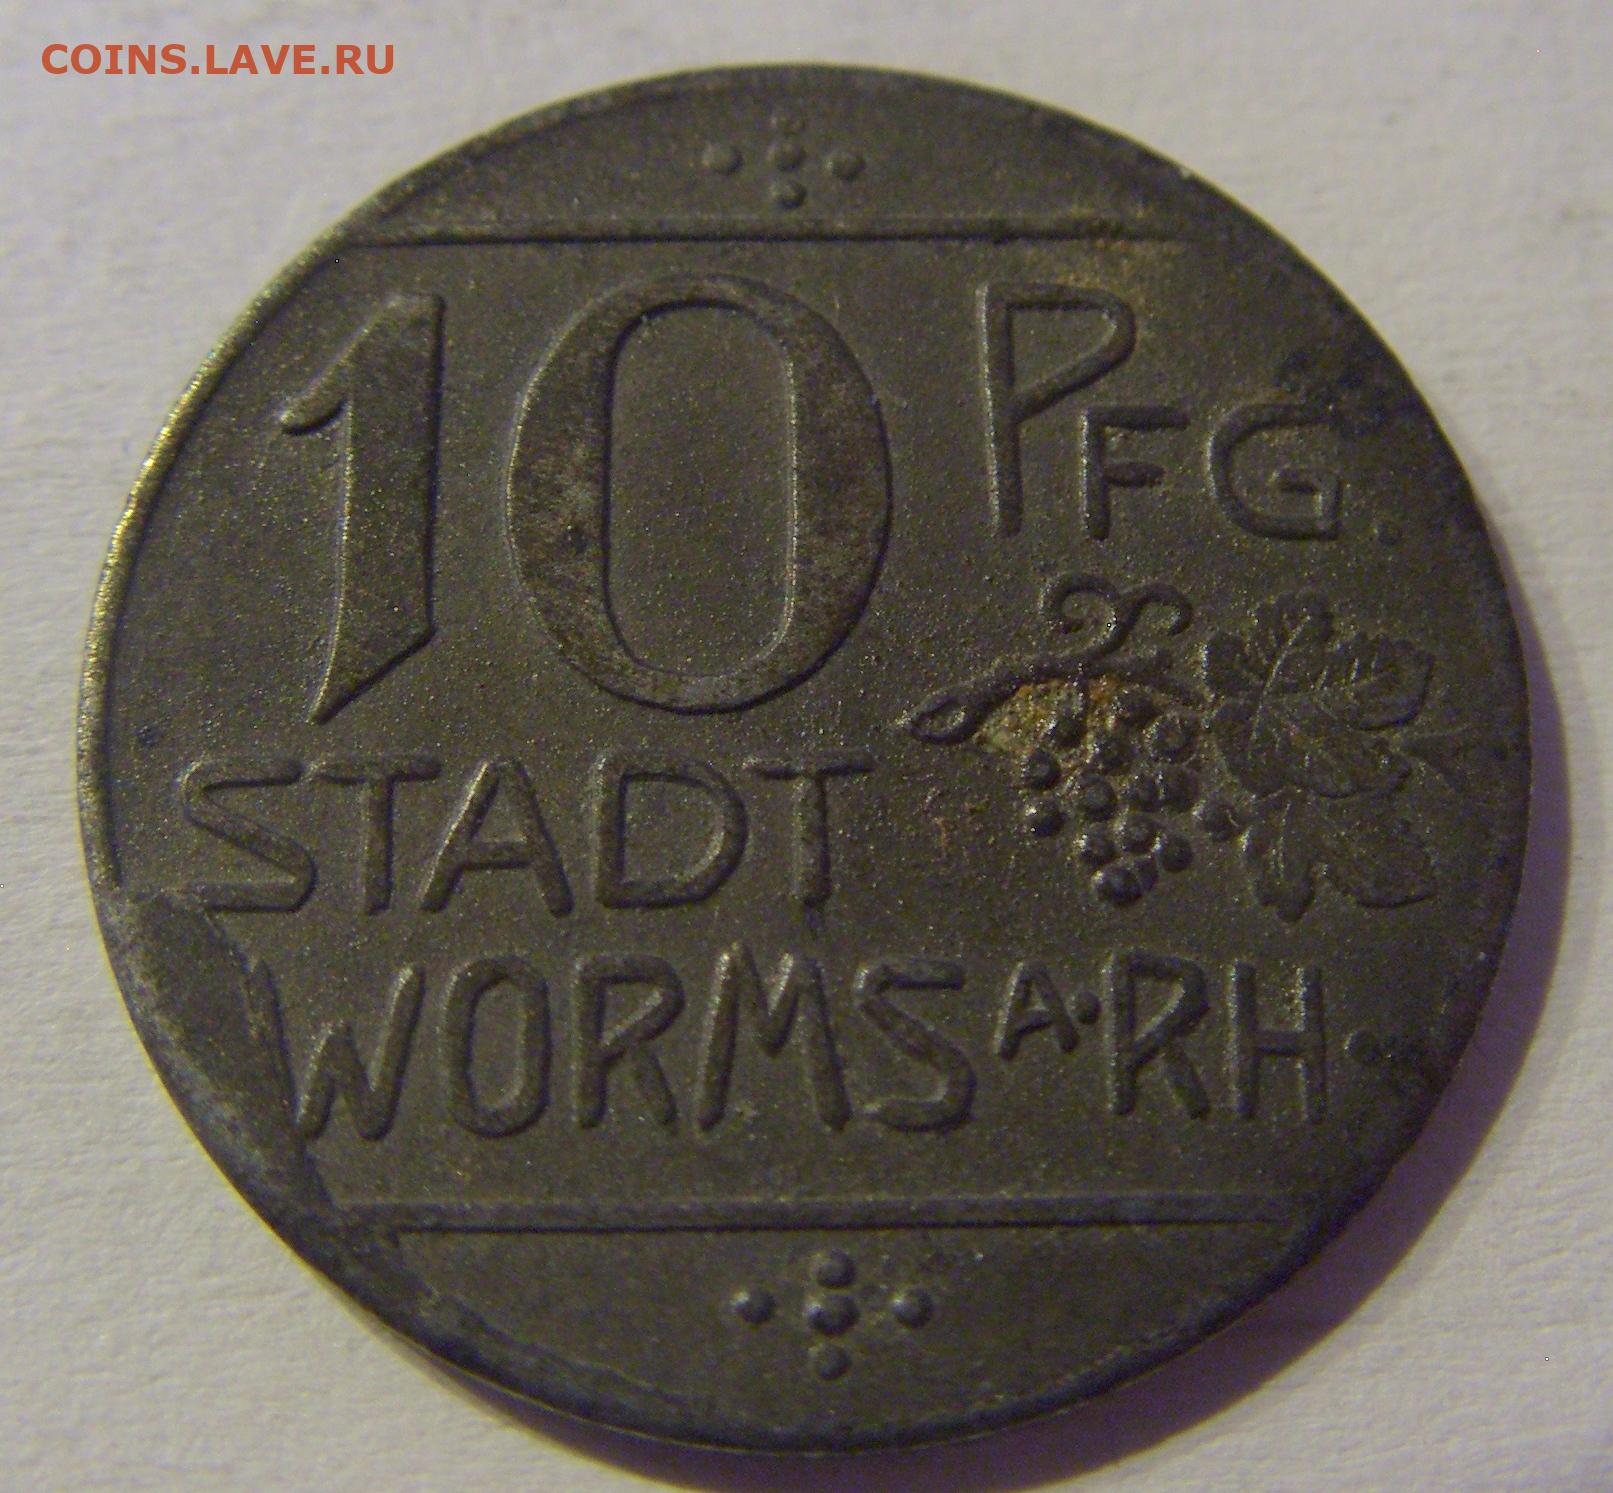 COINS.LAVE.RU
10 PFG.
STADT
WORMS A·RH·